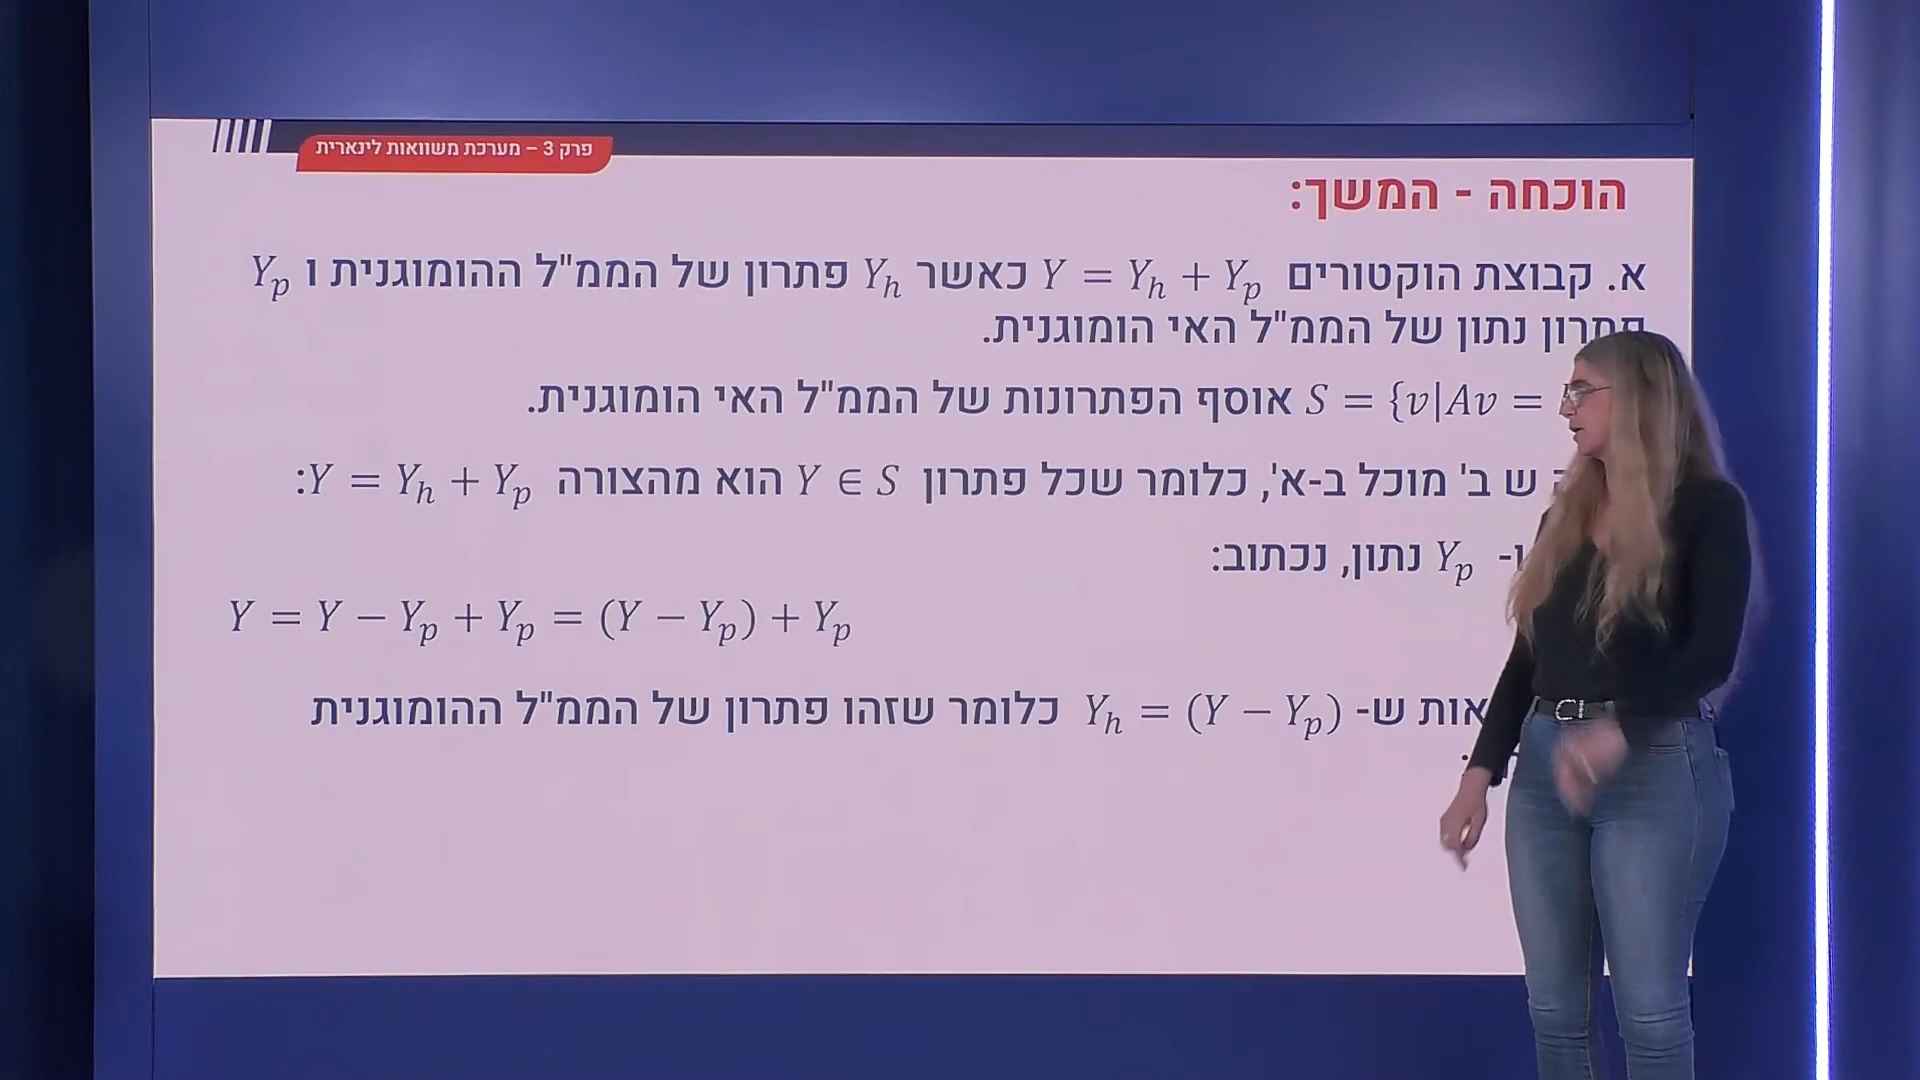 פרק 3 – מערכת משוואות לינארית
הוכחה - המשך:
א. קבוצת הוקטורים Y = Y_h + Y_p כאשר Y_h פתרון של הממ"ל ההומוגנית ו Y_p
פתרון נתון של הממ"ל האי הומוגנית.
S = {v|Av = אוסף הפתרונות של הממ"ל האי הומוגנית.
ש ב' מוכל ב-א', כלומר שכל פתרון Y ∈ S הוא מהצורה Y = Y_h + Y_p:
ו- Y_p נתון, נכתוב:
Y = Y − Y_p + Y_p = (Y − Y_p) + Y_p
ש- Y_h = (Y − Y_p) כלומר שזהו פתרון של הממ"ל ההומוגנית